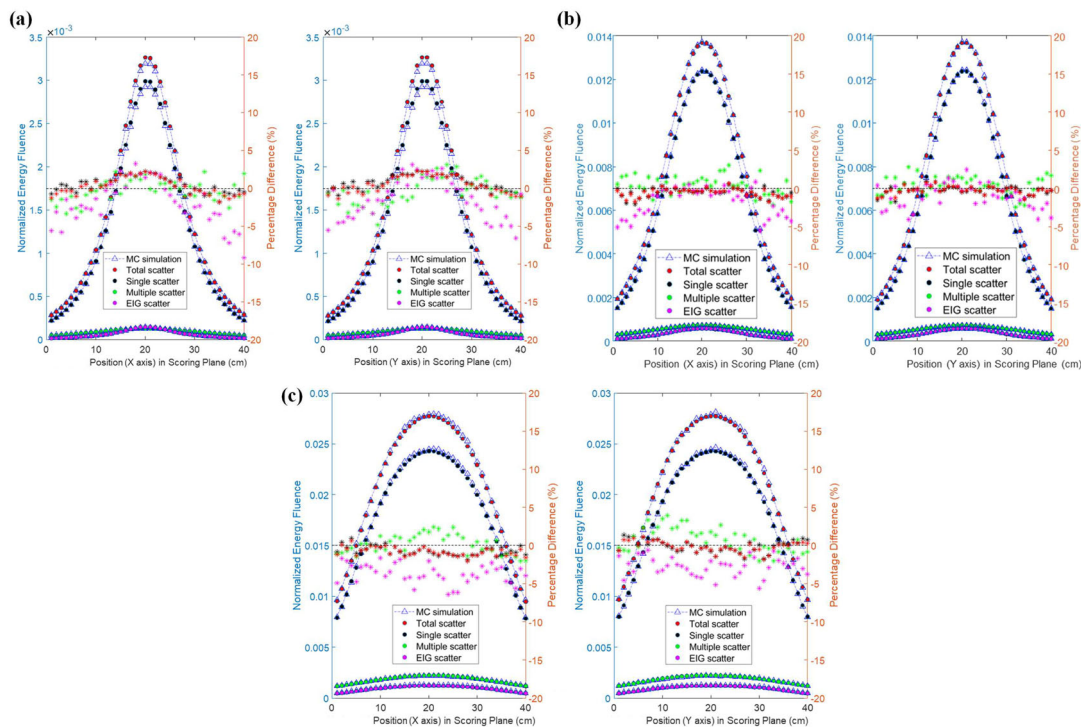 (a)
×10⁻³
3.5
3
2.5
2
1.5
1
0.5
0
Normalized Energy Fluence
20
15
10
5
0
-5
-10
-15
-20
Percentage Difference (%)
MC simulation
Total scatter
Single scatter
Multiple scatter
EIG scatter
0 10 20 30 40
Position (X axis) in Scoring Plane (cm)
×10⁻³
3.5
3
2.5
2
1.5
1
0.5
0
Normalized Energy Fluence
20
15
10
5
0
-5
-10
-15
-20
Percentage Difference (%)
MC simulation
Total scatter
Single scatter
Multiple scatter
EIG scatter
0 10 20 30 40
Position (Y axis) in Scoring Plane (cm)
(b)
0.014
0.012
0.01
0.008
0.006
0.004
0.002
0
Normalized Energy Fluence
20
15
10
5
0
-5
-10
-15
-20
Percentage Difference (%)
MC simulation
Total scatter
Single scatter
Multiple scatter
EIG scatter
0 10 20 30 40
Position (X axis) in Scoring Plane (cm)
0.014
0.012
0.01
0.008
0.006
0.004
0.002
0
Normalized Energy Fluence
20
15
10
5
0
-5
-10
-15
-20
Percentage Difference (%)
MC simulation
Total scatter
Single scatter
Multiple scatter
EIG scatter
0 10 20 30 40
Position (Y axis) in Scoring Plane (cm)
(c)
0.03
0.025
0.02
0.015
0.01
0.005
0
Normalized Energy Fluence
20
15
10
5
0
-5
-10
-15
-20
Percentage Difference (%)
MC simulation
Total scatter
Single scatter
Multiple scatter
EIG scatter
0 10 20 30 40
Position (X axis) in Scoring Plane (cm)
0.03
0.025
0.02
0.015
0.01
0.005
0
Normalized Energy Fluence
20
15
10
5
0
-5
-10
-15
-20
Percentage Difference (%)
MC simulation
Total scatter
Single scatter
Multiple scatter
EIG scatter
0 10 20 30 40
Position (Y axis) in Scoring Plane (cm)